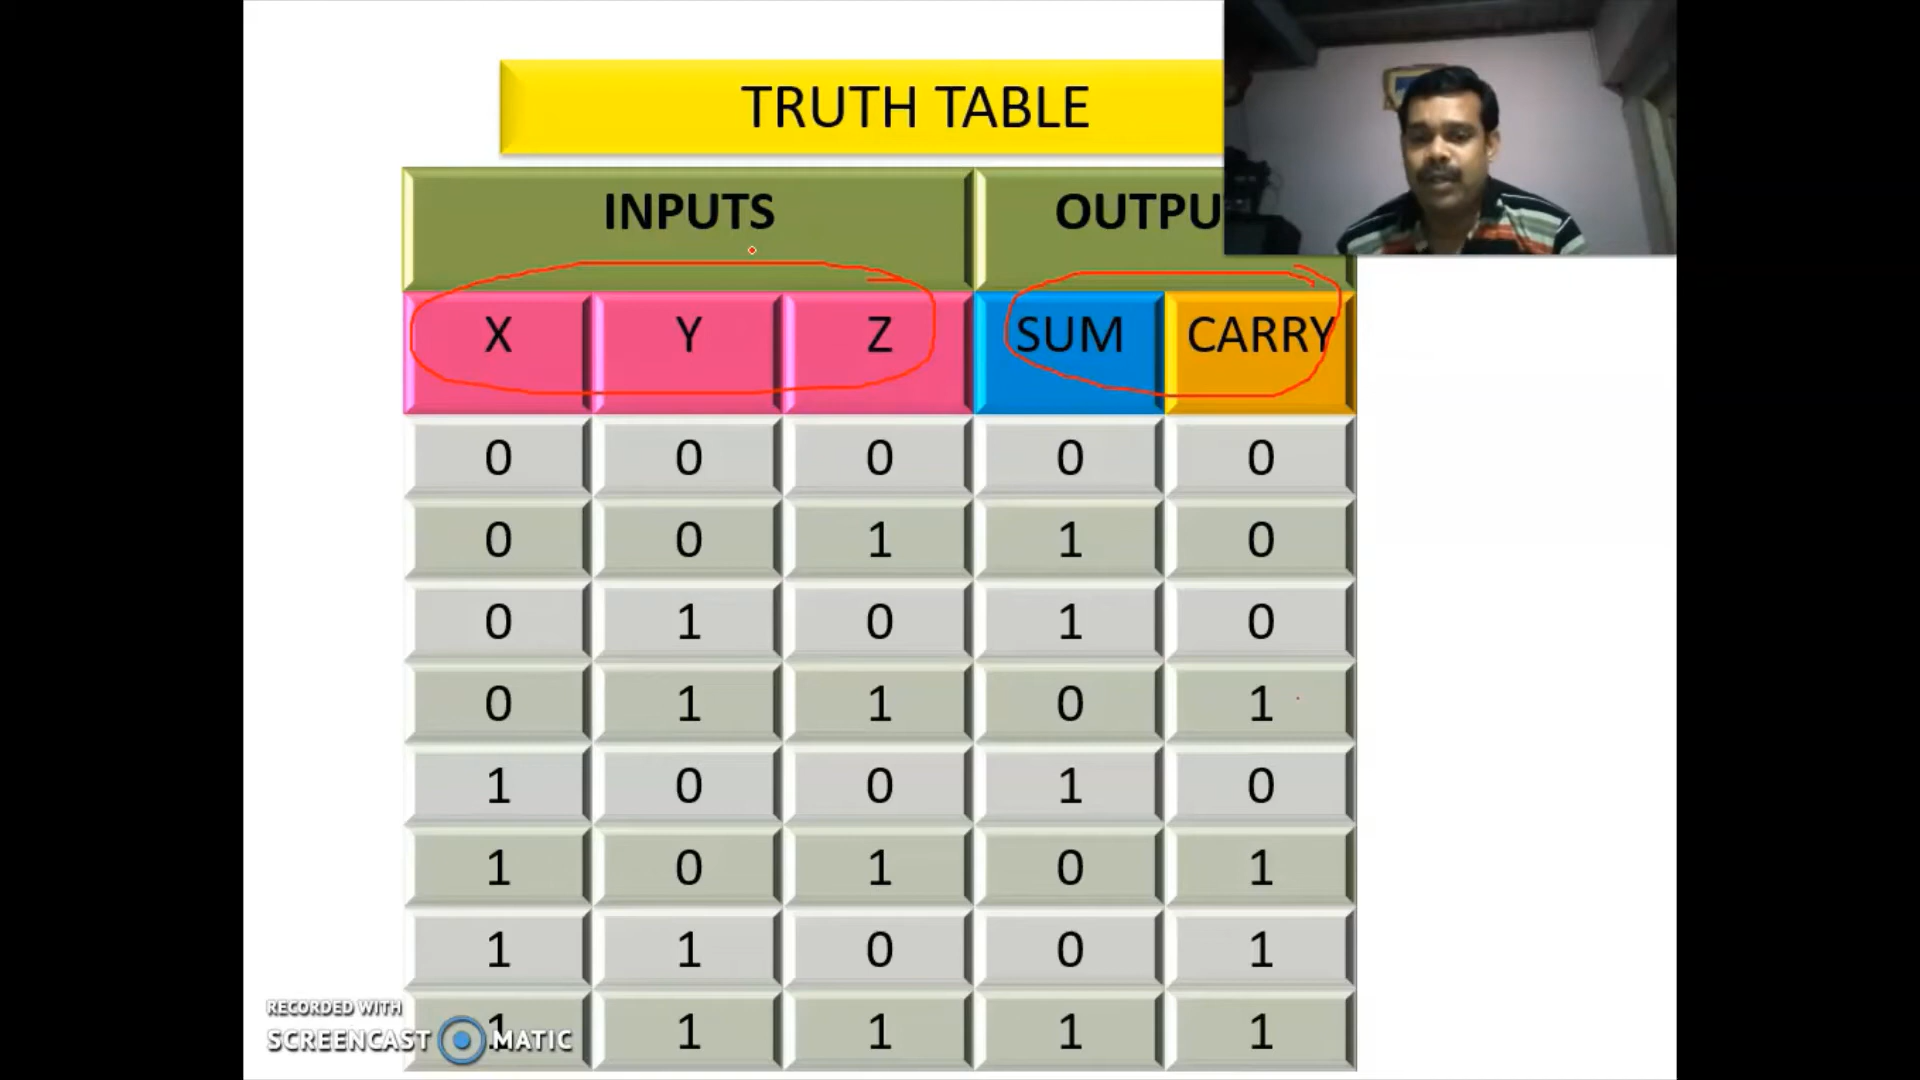 TRUTH TABLE
INPUTS OUTPU
X Y Z SUM CARRY
0 0 0 0 0
0 0 1 1 0
0 1 0 1 0
0 1 1 0 1
1 0 0 1 0
1 0 1 0 1
1 1 0 0 1
1 1 1 1 1
RECORDED WITH
SCREENCAST MATIC